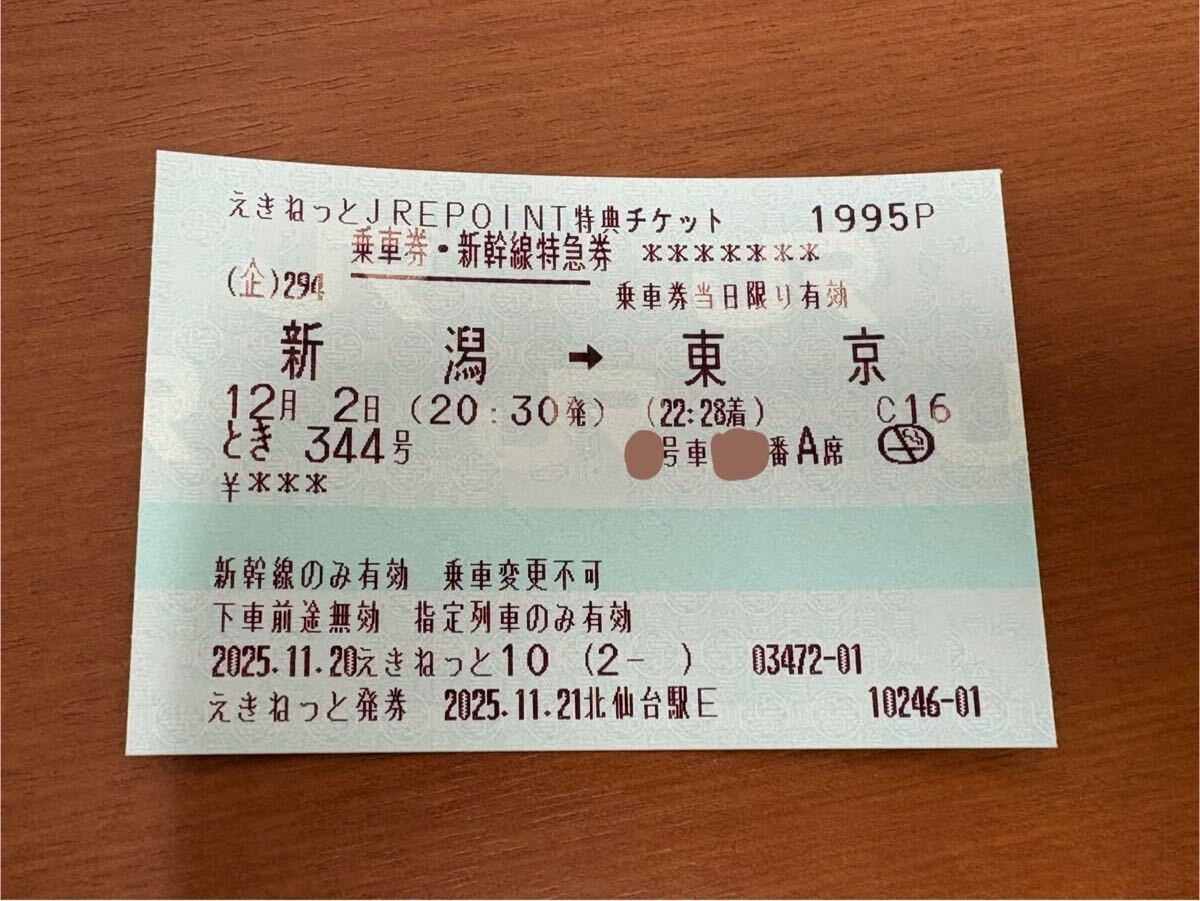 えきねっとJREPOINT特典チケット 1995P
乗車券・新幹線特急券 *******
(企)294 乗車券当日限り有効
新潟 → 東京
12月 2日 (20:30発) (22:28着) C16
とき 344号 号車 番A席
¥***
新幹線のみ有効 乗車変更不可
下車前途無効 指定列車のみ有効
2025.11.20えきねっと10 (2- ) 03472-01
えきねっと発券 2025.11.21北仙台駅E 10246-01